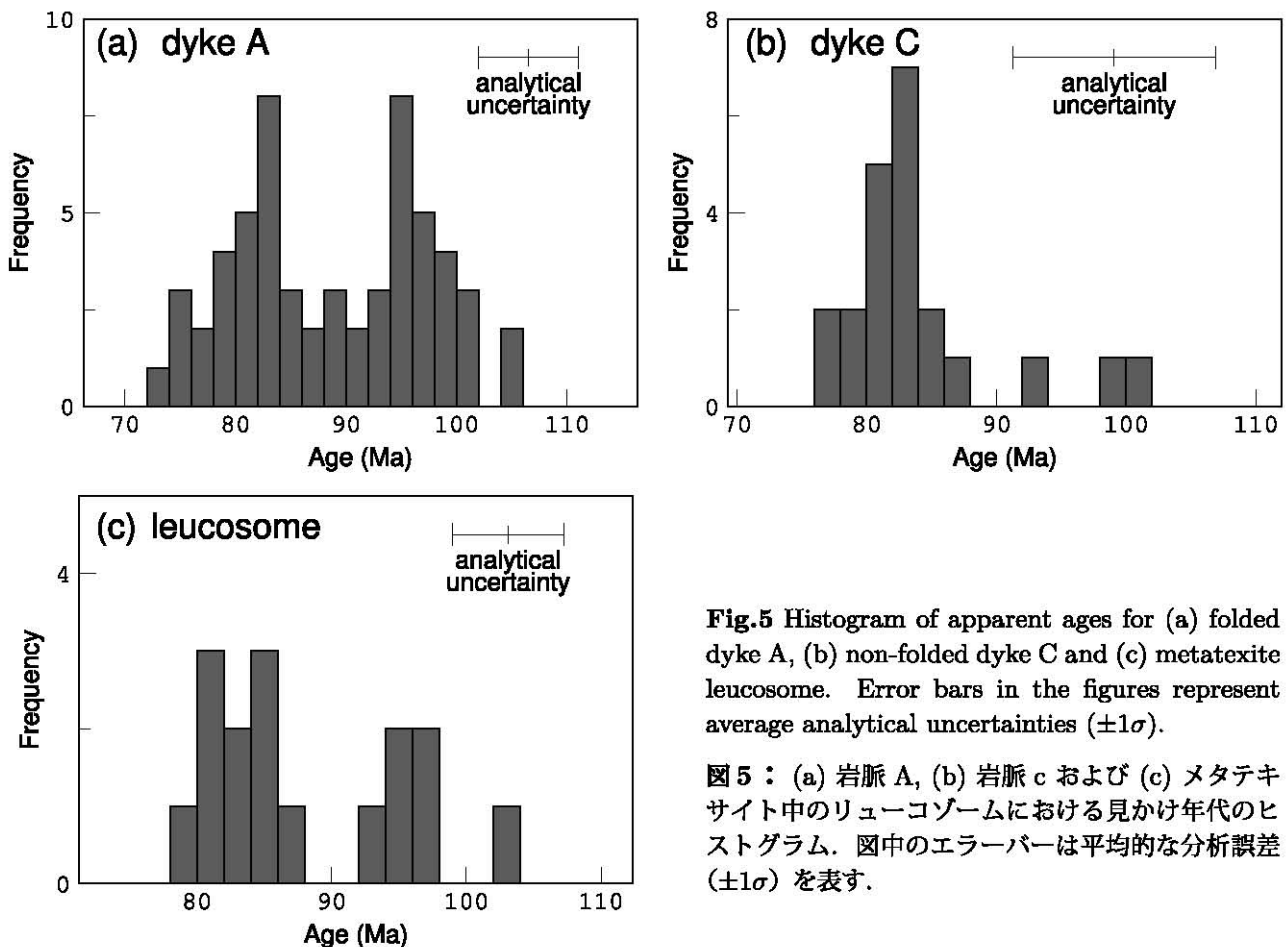 (a) dyke A
analytical
uncertainty
10
5
0
Frequency
70 80 90 100 110
Age (Ma)
(b) dyke C
analytical
uncertainty
8
4
0
Frequency
70 80 90 100 110
Age (Ma)
(c) leucosome
analytical
uncertainty
4
0
Frequency
80 90 100 110
Age (Ma)
Fig.5 Histogram of apparent ages for (a) folded
dyke A, (b) non-folded dyke C and (c) metatexite
leucosome. Error bars in the figures represent
average analytical uncertainties (±1σ).
図5： (a) 岩脈 A, (b) 岩脈 c および (c) メタテキ
サイト中のリューコゾームにおける見かけ年代のヒ
ストグラム．図中のエラーバーは平均的な分析誤差
(±1σ) を表す．